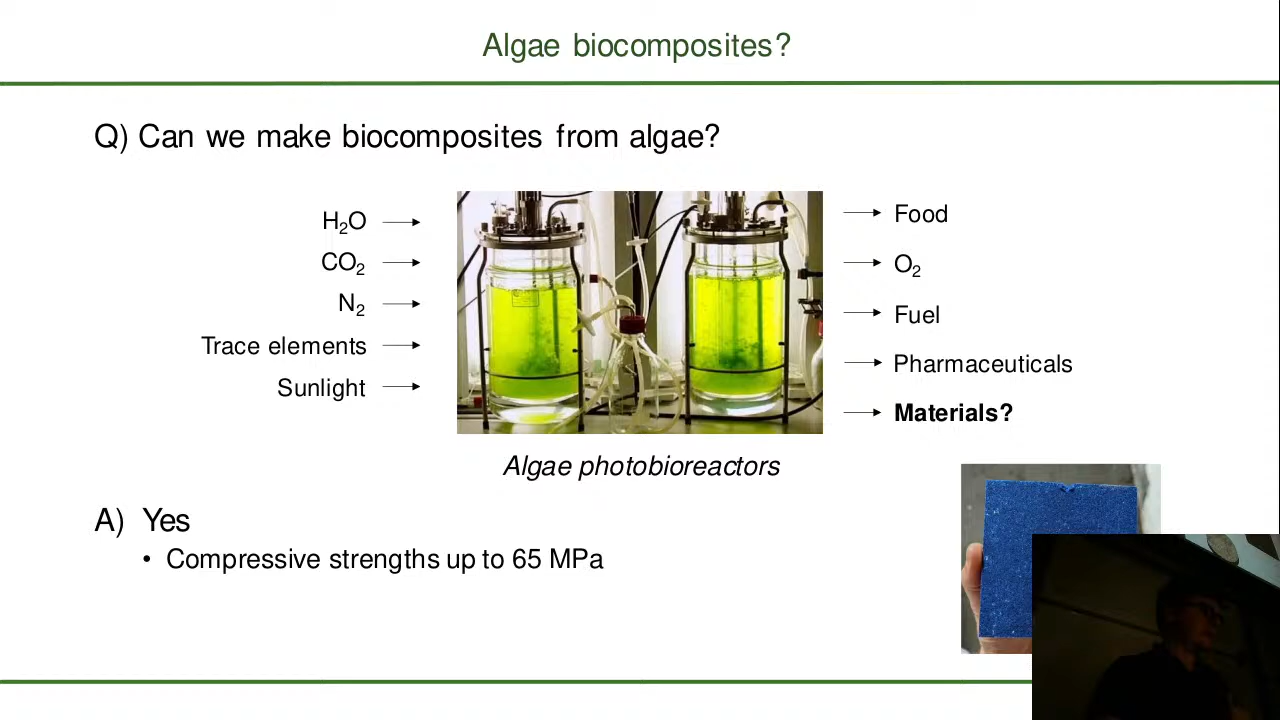 Algae biocomposites?
Q) Can we make biocomposites from algae?
H₂O
CO₂
N₂
Trace elements
Sunlight
Food
O₂
Fuel
Pharmaceuticals
Materials?
Algae photobioreactors
A) Yes
• Compressive strengths up to 65 MPa